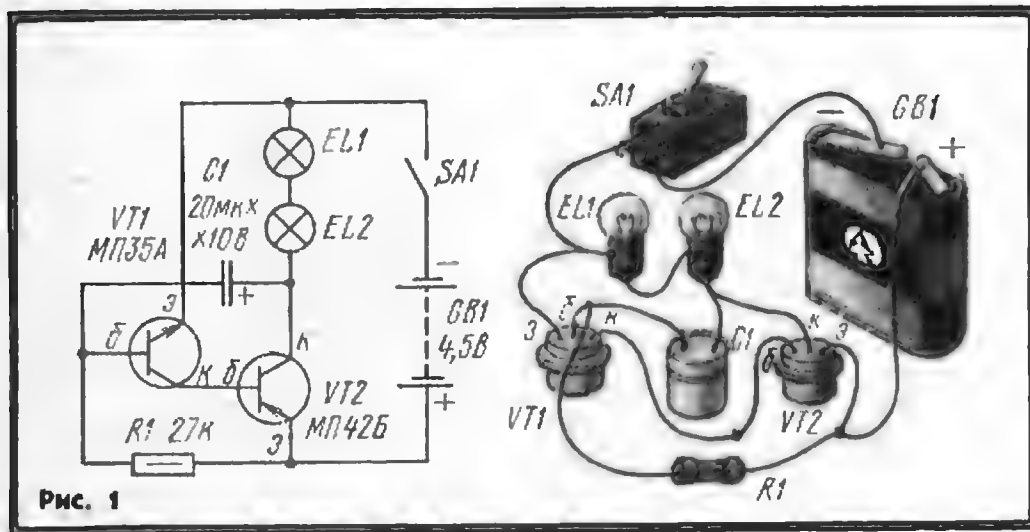 C1
20мк×
×10В
VT1
МП35А
EL1
EL2
SA1
−
GB1
4,5В
+
+
э
б
к
б
к
э
VT2
МП42Б
R1 27к
Рис. 1
SA1
−
GB1
+
EL1
EL2
э
б
к
C1
к
э
б
VT1
VT2
R1